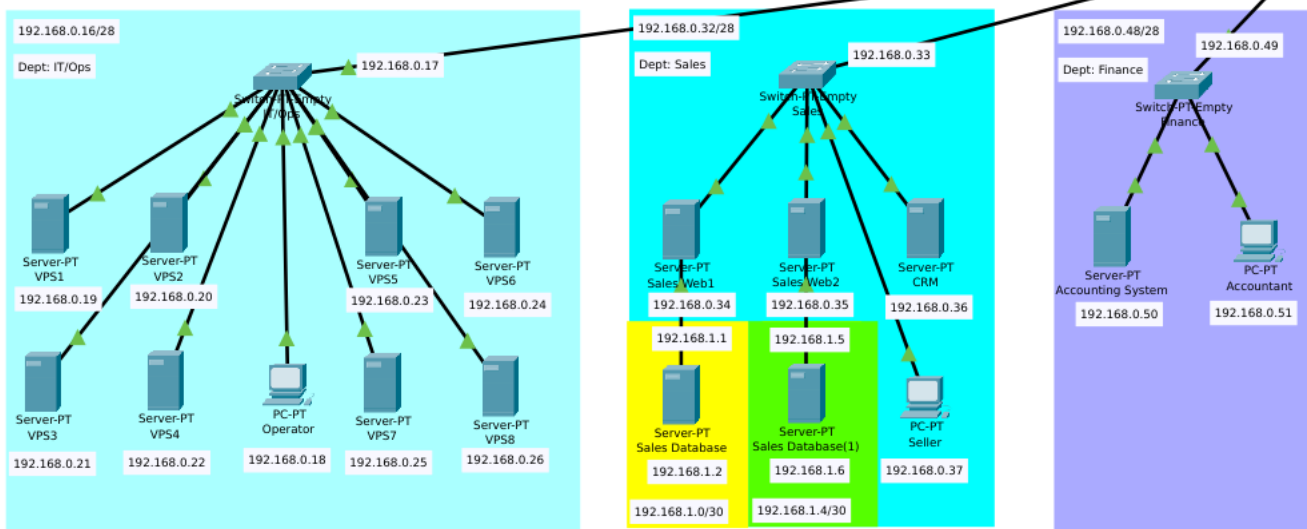 192.168.0.16/28
Dept: IT/Ops
192.168.0.17
Switch-PT-Empty
IT/Ops
Server-PT
VPS1
192.168.0.19
Server-PT
VPS2
192.168.0.20
Server-PT
VPS5
192.168.0.23
Server-PT
VPS6
192.168.0.24
Server-PT
VPS3
192.168.0.21
Server-PT
VPS4
192.168.0.22
PC-PT
Operator
192.168.0.18
Server-PT
VPS7
192.168.0.25
Server-PT
VPS8
192.168.0.26
192.168.0.32/28
Dept: Sales
192.168.0.33
Switch-PT-Empty
Sales
Server-PT
Sales Web1
192.168.0.34
Server-PT
Sales Web2
192.168.0.35
Server-PT
CRM
192.168.0.36
192.168.1.1
Server-PT
Sales Database
192.168.1.2
192.168.1.0/30
192.168.1.5
Server-PT
Sales Database(1)
192.168.1.6
192.168.1.4/30
PC-PT
Seller
192.168.0.37
192.168.0.48/28
Dept: Finance
192.168.0.49
Switch-PT-Empty
Finance
Server-PT
Accounting System
192.168.0.50
PC-PT
Accountant
192.168.0.51